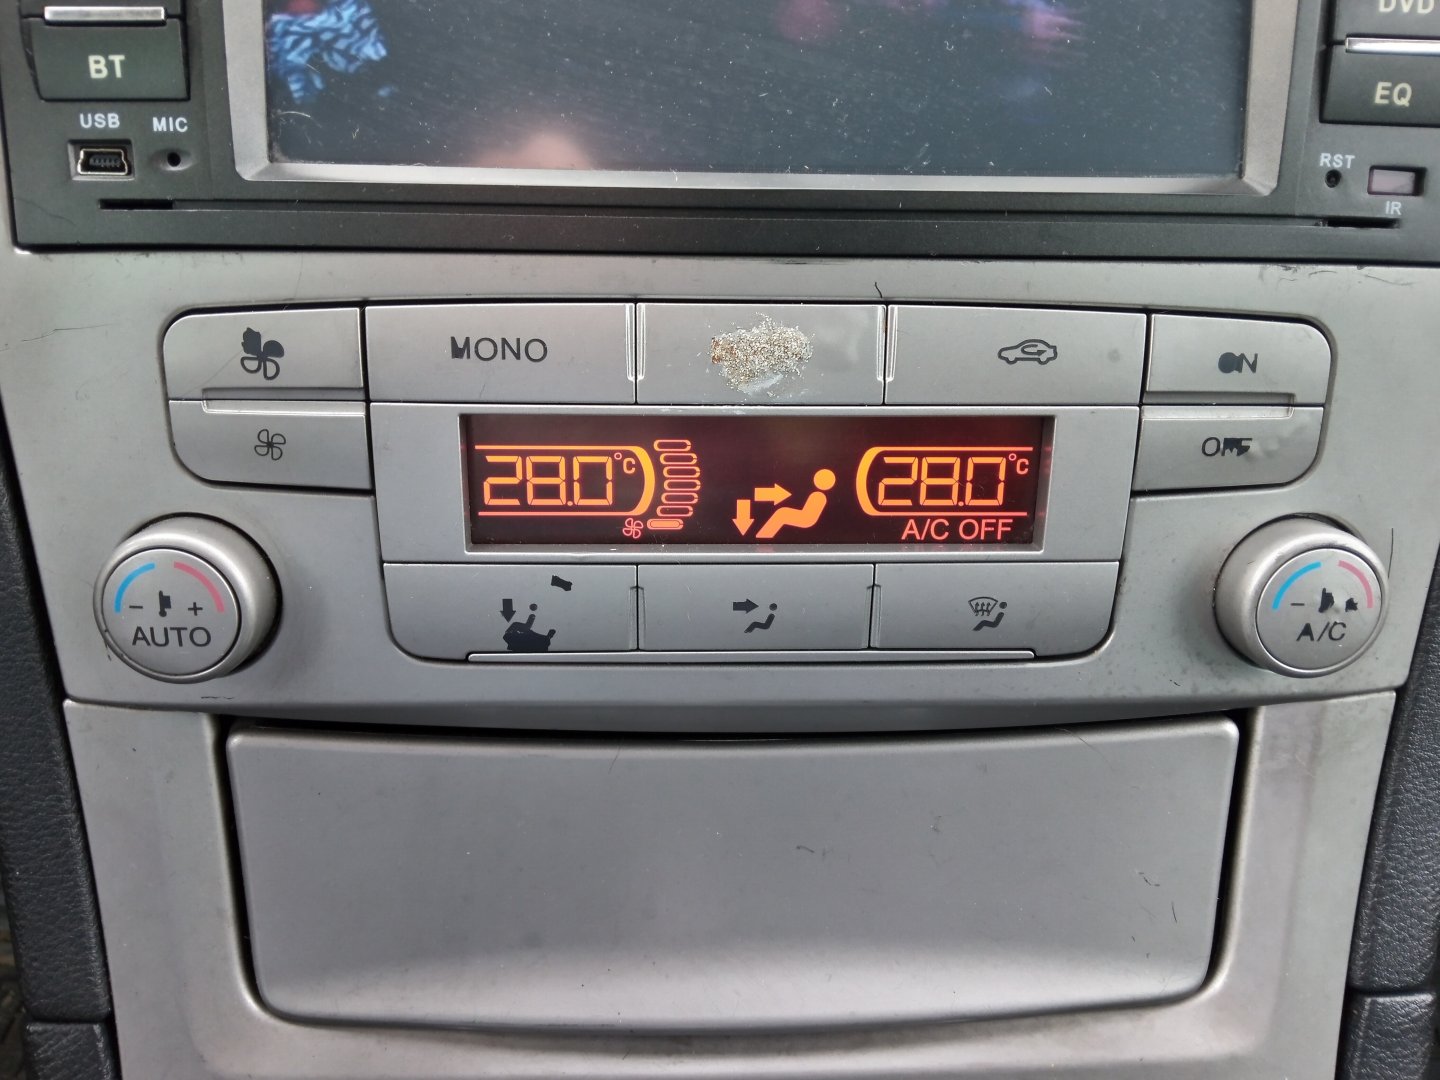 DVD
BT
EQ
USB
MIC
RST
IR
MONO
ON
OFF
28.0°C
28.0°C
A/C OFF
- +
AUTO
-
A/C